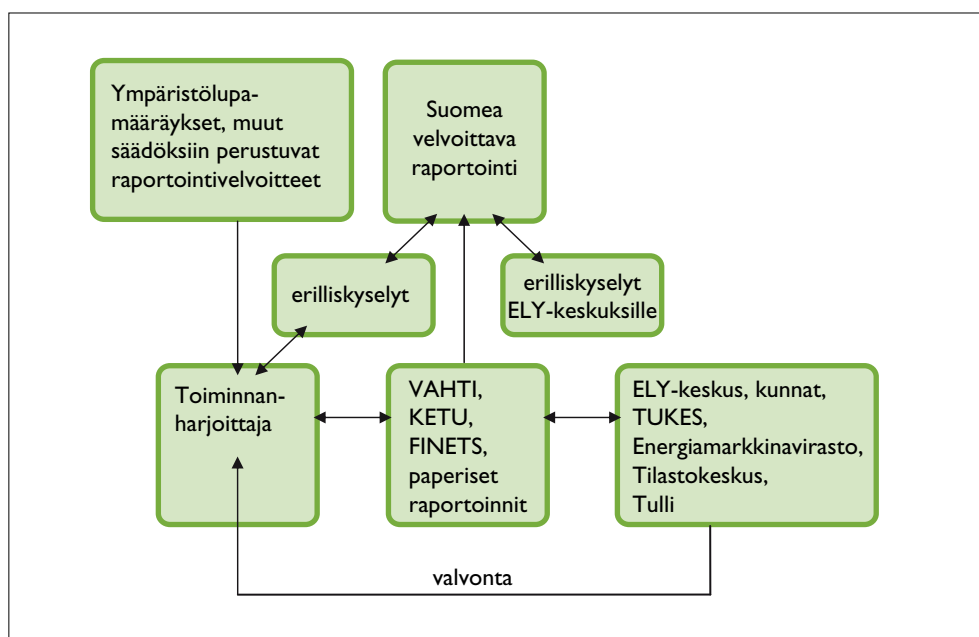 Ympäristölupa-
määräykset, muut
säädöksiin perustuvat
raportointivelvoitteet
Suomea
velvoittava
raportointi
erilliskyselyt
erilliskyselyt
ELY-keskuksille
Toiminnan-
harjoittaja
VAHTI,
KETU,
FINETS,
paperiset
raportoinnit
ELY-keskus, kunnat,
TUKES,
Energiamarkkinavirasto,
Tilastokeskus,
Tulli
valvonta